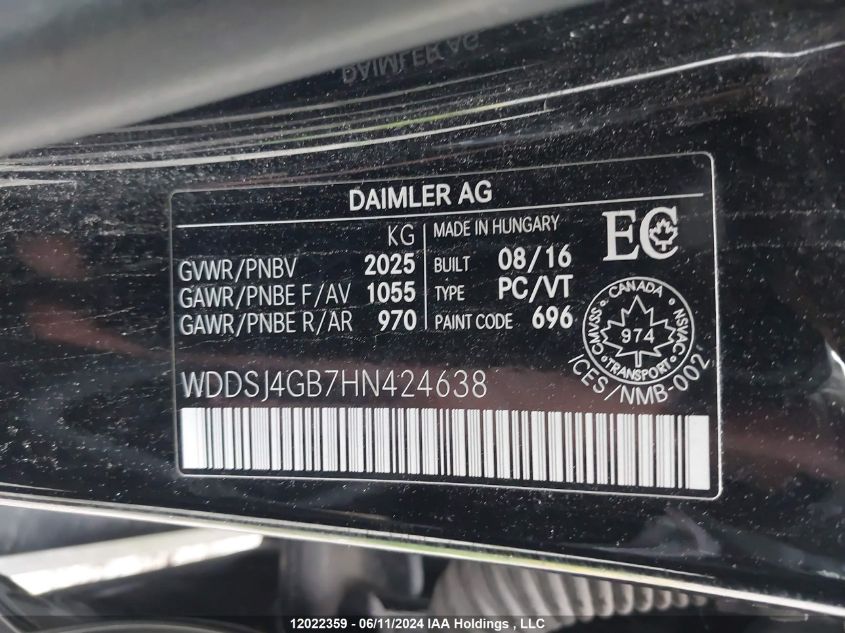 DAIMLER AG
DAIMLER AG
KG
GVWR/PNBV 2025
GAWR/PNBE F/AV 1055
GAWR/PNBE R/AR 970
MADE IN HUNGARY
BUILT 08/16
TYPE PC/VT
PAINT CODE 696
EC
CANADA
CMVSS 974 NSVAC
TRANSPORT
ICES/NMB-002
WDDSJ4GB7HN424638
12022359 - 06/11/2024 IAA Holdings , LLC